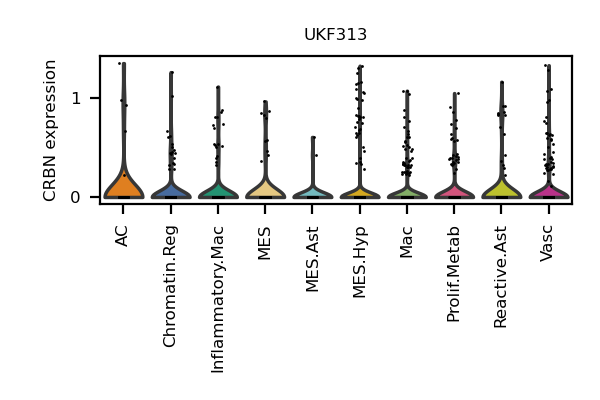 UKF313
CRBN expression
1
0
AC
Chromatin.Reg
Inflammatory.Mac
MES
MES.Ast
MES.Hyp
Mac
Prolif.Metab
Reactive.Ast
Vasc